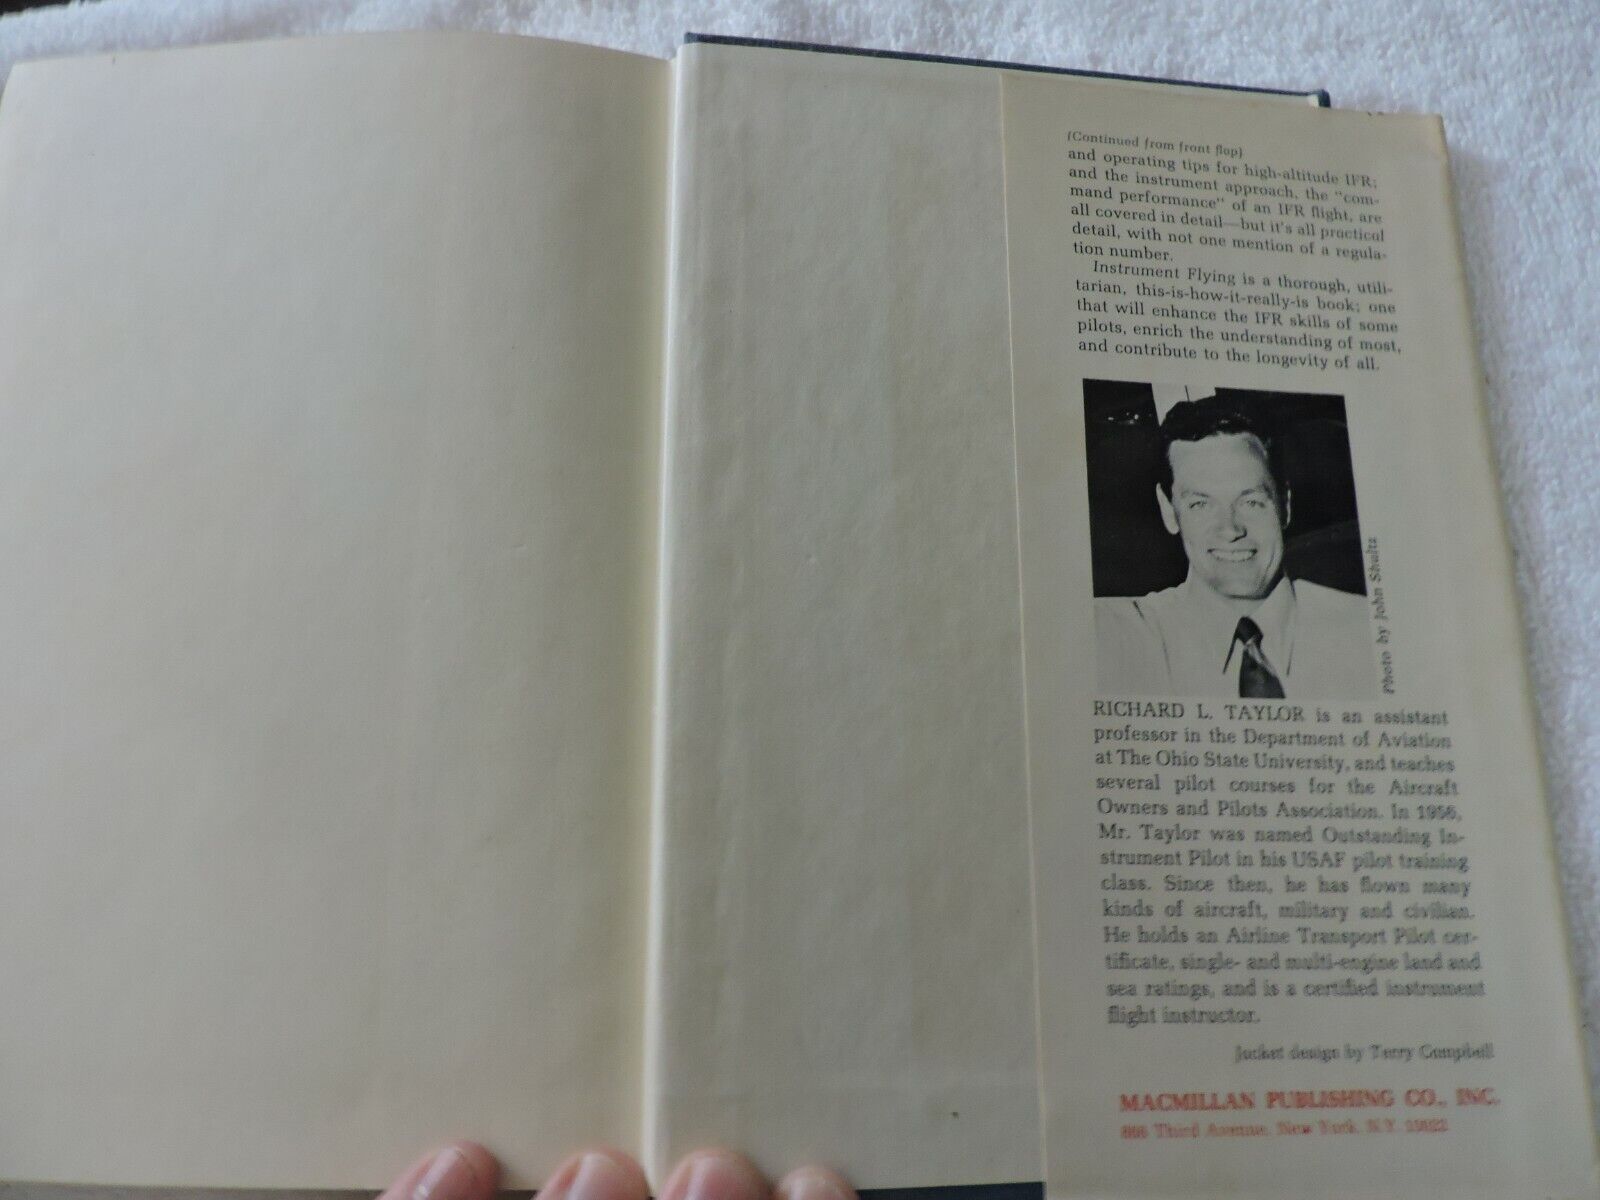 (Continued from front flap)
and operating tips for high-altitude IFR;
and the instrument approach, the "com-
mand performance" of an IFR flight, are
all covered in detail—but it's all practical
detail, with not one mention of a regula-
tion number.
Instrument Flying is a thorough, utili-
tarian, this-is-how-it-really-is book; one
that will enhance the IFR skills of some
pilots, enrich the understanding of most,
and contribute to the longevity of all.
Photo by John Shultz
RICHARD L. TAYLOR is an assistant
professor in the Department of Aviation
at The Ohio State University, and teaches
several pilot courses for the Aircraft
Owners and Pilots Association. In 1956,
Mr. Taylor was named Outstanding In-
strument Pilot in his USAF pilot training
class. Since then, he has flown many
kinds of aircraft, military and civilian.
He holds an Airline Transport Pilot cer-
tificate, single- and multi-engine land and
sea ratings, and is a certified instrument
flight instructor.
Jacket design by Terry Campbell
MACMILLAN PUBLISHING CO., INC.
866 Third Avenue, New York, N.Y. 10022